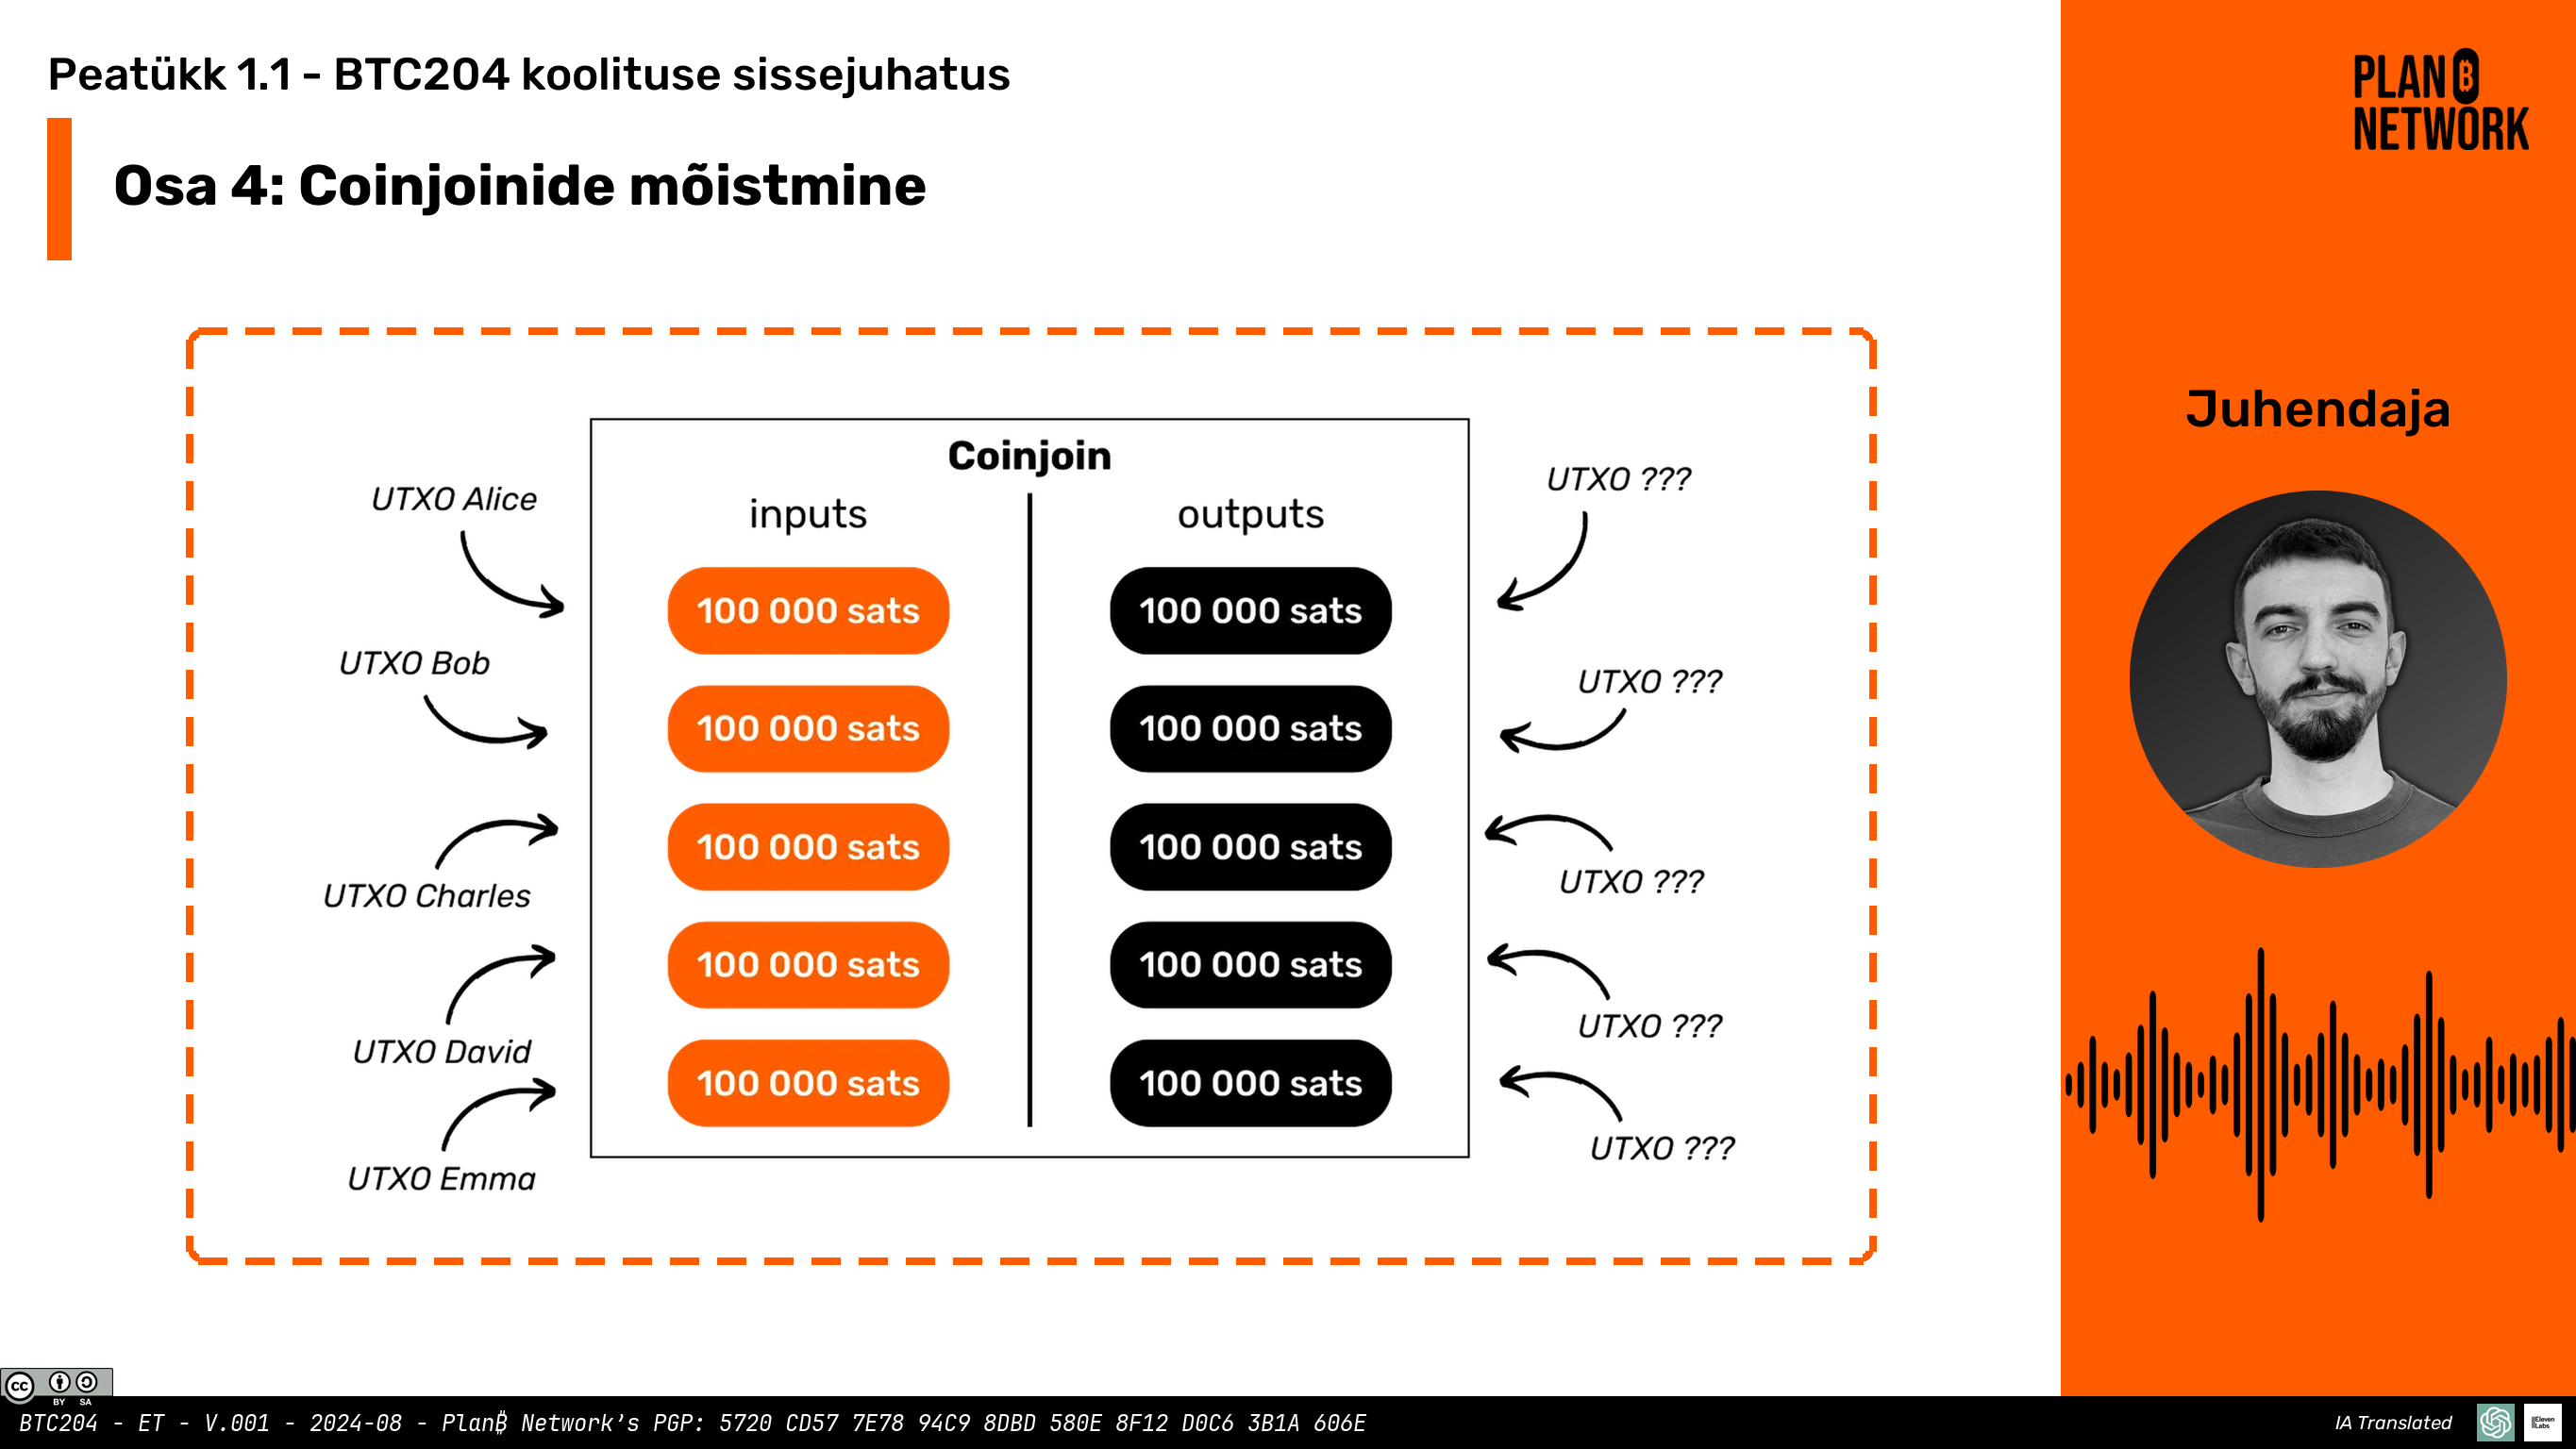 Peatükk 1.1 - BTC204 koolituse sissejuhatus
PLAN ₿
NETWORK
Osa 4: Coinjoinide mõistmine
Juhendaja
Coinjoin
inputs
outputs
UTXO Alice
UTXO Bob
UTXO Charles
UTXO David
UTXO Emma
100 000 sats
100 000 sats
100 000 sats
100 000 sats
100 000 sats
100 000 sats
100 000 sats
100 000 sats
100 000 sats
100 000 sats
UTXO ???
UTXO ???
UTXO ???
UTXO ???
UTXO ???
cc
BY SA
BTC204 - ET - V.001 - 2024-08 - Plan₿ Network's PGP: 5720 CD57 7E78 94C9 8DBD 580E 8F12 D0C6 3B1A 606E
IA Translated
ElevenLabs